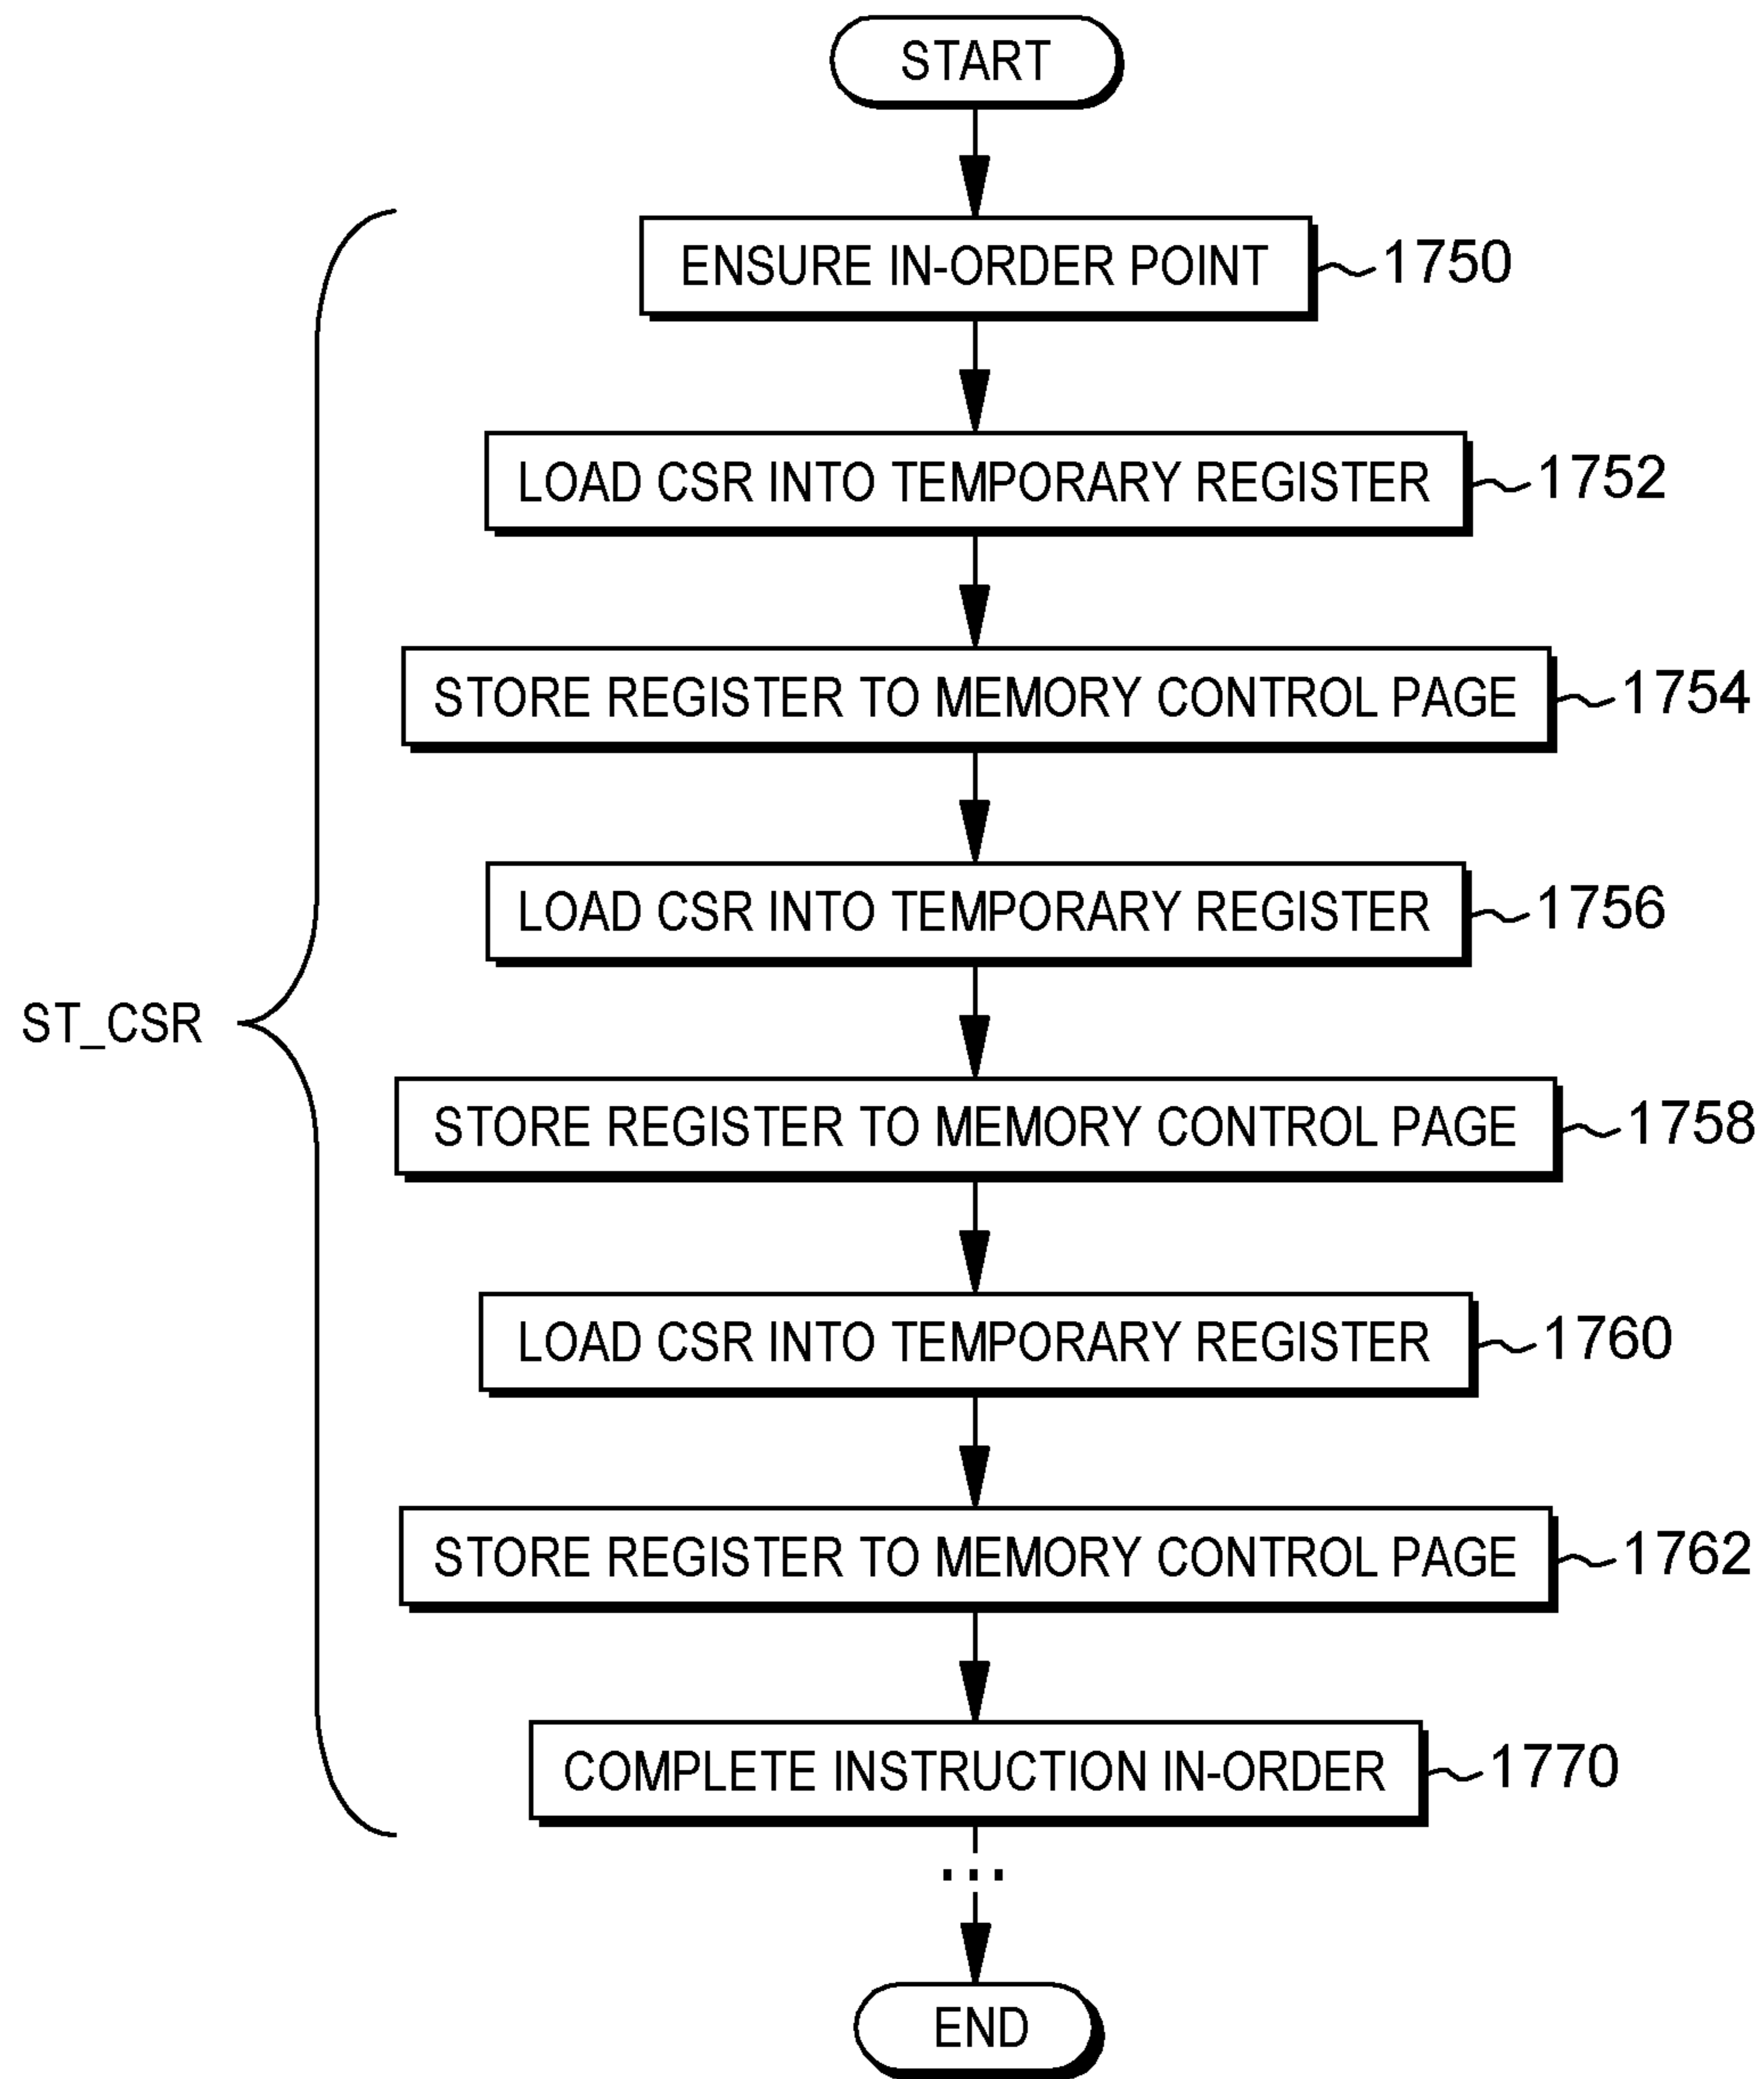 START
ENSURE IN-ORDER POINT 1750
LOAD CSR INTO TEMPORARY REGISTER 1752
STORE REGISTER TO MEMORY CONTROL PAGE 1754
LOAD CSR INTO TEMPORARY REGISTER 1756
ST_CSR
STORE REGISTER TO MEMORY CONTROL PAGE 1758
LOAD CSR INTO TEMPORARY REGISTER 1760
STORE REGISTER TO MEMORY CONTROL PAGE 1762
COMPLETE INSTRUCTION IN-ORDER 1770
...
END